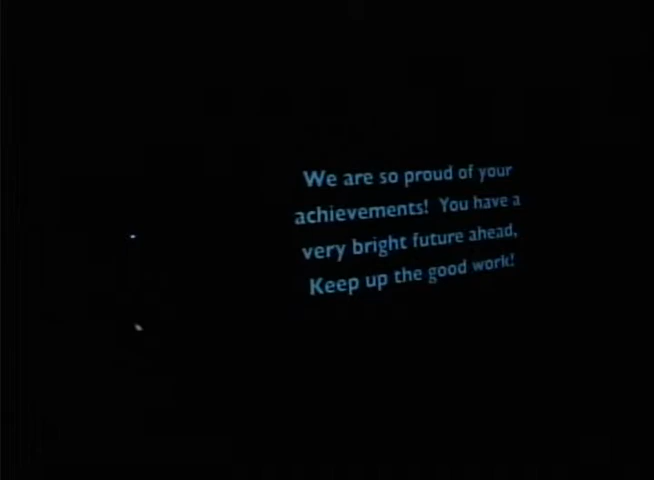 We are so proud of your
achievements! You have a
very bright future ahead,
Keep up the good work!